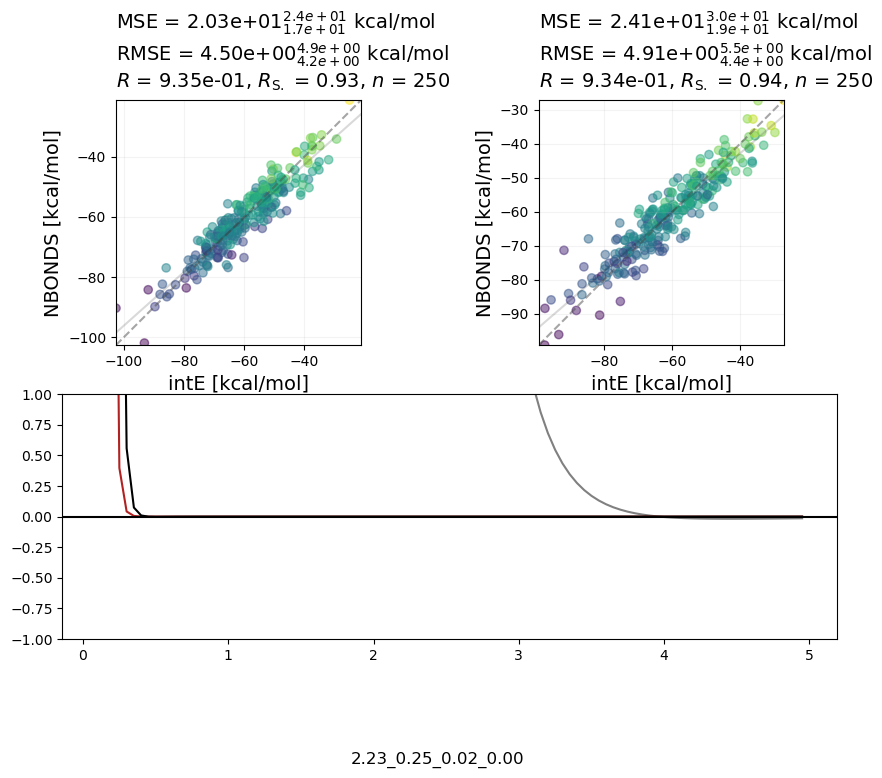 MSE = 2.03e+01 2.4e+01 1.7e+01 kcal/mol
RMSE = 4.50e+00 4.9e+00 4.2e+00 kcal/mol
R = 9.35e-01, R_S. = 0.93, n = 250
NBONDS [kcal/mol]
−40
−60
−80
−100
−100 −80 −60 −40
intE [kcal/mol]
MSE = 2.41e+01 3.0e+01 1.9e+01 kcal/mol
RMSE = 4.91e+00 5.5e+00 4.4e+00 kcal/mol
R = 9.34e-01, R_S. = 0.94, n = 250
NBONDS [kcal/mol]
−30
−40
−50
−60
−70
−80
−90
−80 −60 −40
intE [kcal/mol]
1.00
0.75
0.50
0.25
0.00
−0.25
−0.50
−0.75
−1.00
0 1 2 3 4 5
2.23_0.25_0.02_0.00